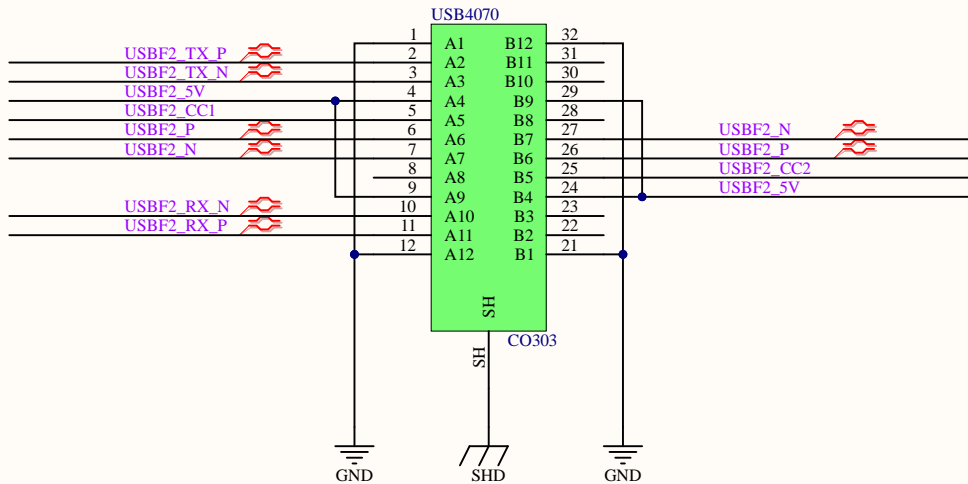 USB4070
1 A1 B12 32
USBF2_TX_P 2 A2 B11 31
USBF2_TX_N 3 A3 B10 30
USBF2_5V 4 A4 B9 29
USBF2_CC1 5 A5 B8 28
USBF2_P 6 A6 B7 27 USBF2_N
USBF2_N 7 A7 B6 26 USBF2_P
8 A8 B5 25 USBF2_CC2
9 A9 B4 24 USBF2_5V
USBF2_RX_N 10 A10 B3 23
USBF2_RX_P 11 A11 B2 22
12 A12 B1 21
SH
CO303
SH
GND
SHD
GND